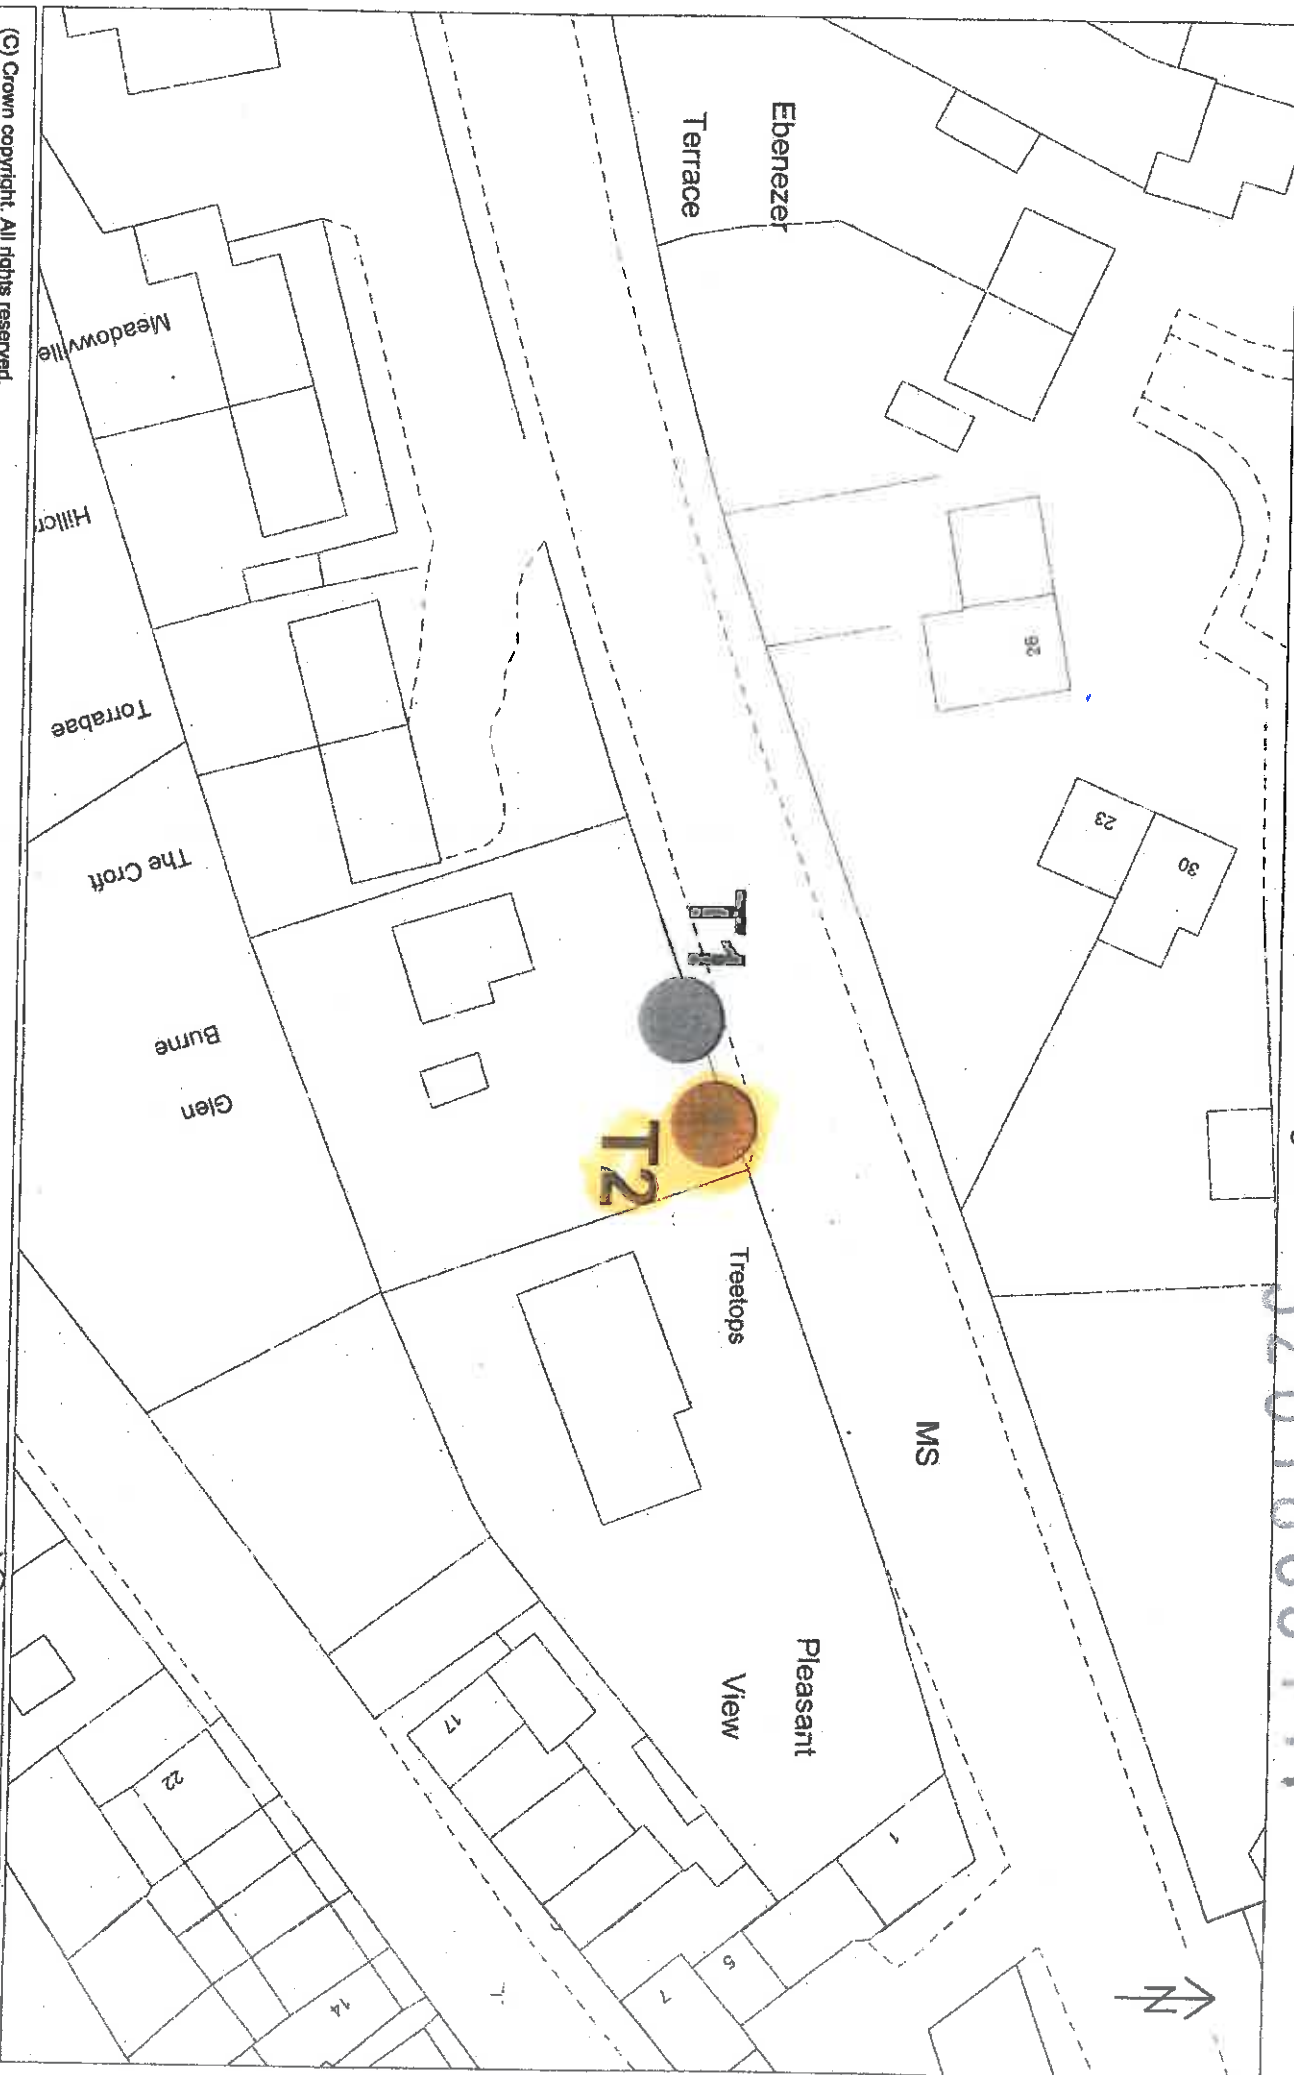 Ebenezer
Terrace
26
23
30
Meadowville
Torrabae
The Croft
Burne
Glen
T1
T2
Treetops
MS
Pleasant
View
17
22
14
1
5
7
N
(C) Crown copyright. All rights reserved.